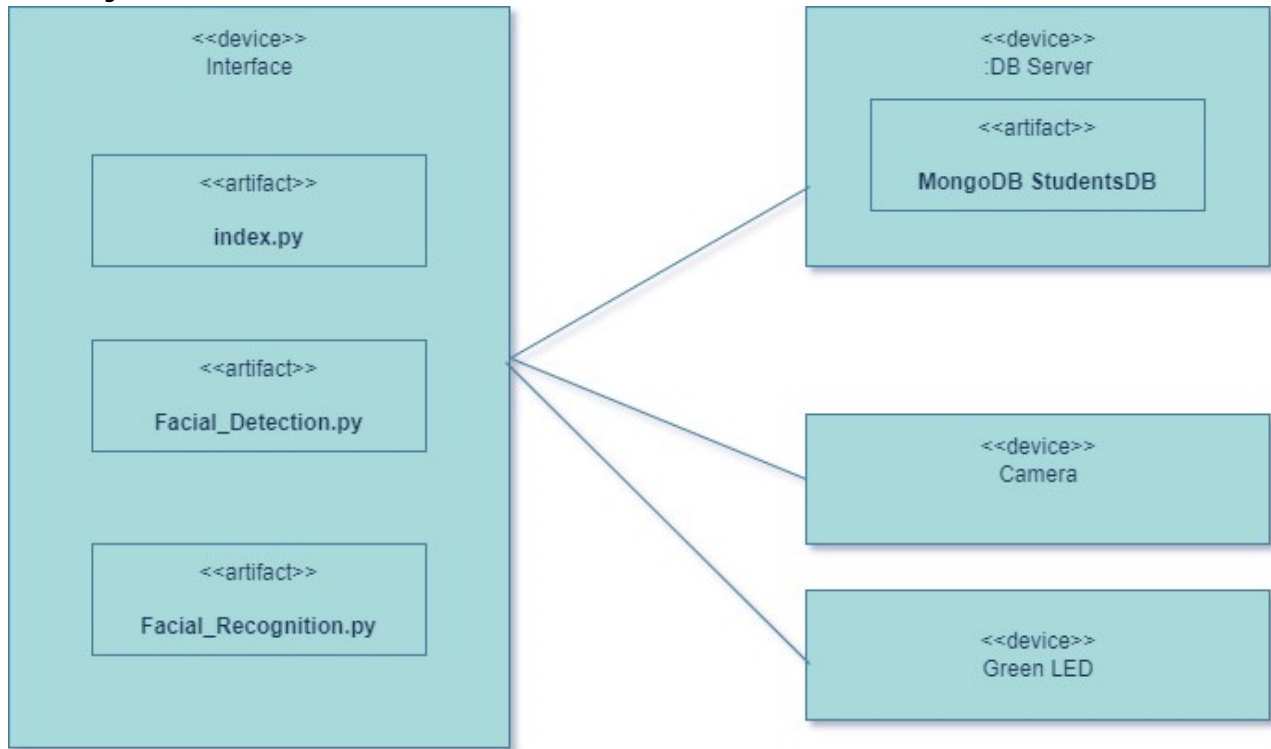 <<device>>
Interface
<<artifact>>
index.py
<<artifact>>
Facial_Detection.py
<<artifact>>
Facial_Recognition.py
<<device>>
:DB Server
<<artifact>>
MongoDB StudentsDB
<<device>>
Camera
<<device>>
Green LED